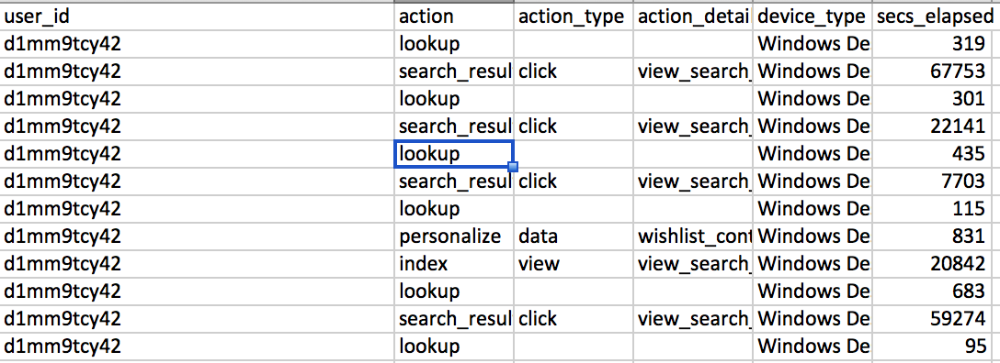 user_id action action_type action_detai device_type secs_elapsed
d1mm9tcy42 lookup Windows De 319
d1mm9tcy42 search_resul click view_search_ Windows De 67753
d1mm9tcy42 lookup Windows De 301
d1mm9tcy42 search_resul click view_search_ Windows De 22141
d1mm9tcy42 lookup Windows De 435
d1mm9tcy42 search_resul click view_search_ Windows De 7703
d1mm9tcy42 lookup Windows De 115
d1mm9tcy42 personalize data wishlist_cont Windows De 831
d1mm9tcy42 index view view_search_ Windows De 20842
d1mm9tcy42 lookup Windows De 683
d1mm9tcy42 search_resul click view_search_ Windows De 59274
d1mm9tcy42 lookup Windows De 95